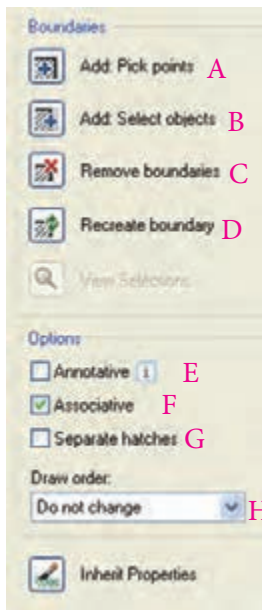 Boundaries
Add: Pick points A
Add: Select objects B
Remove boundaries C
Recreate boundary D
View Selections
Options
Annotative i E
Associative F
Separate hatches G
Draw order:
Do not change H
Inherit Properties